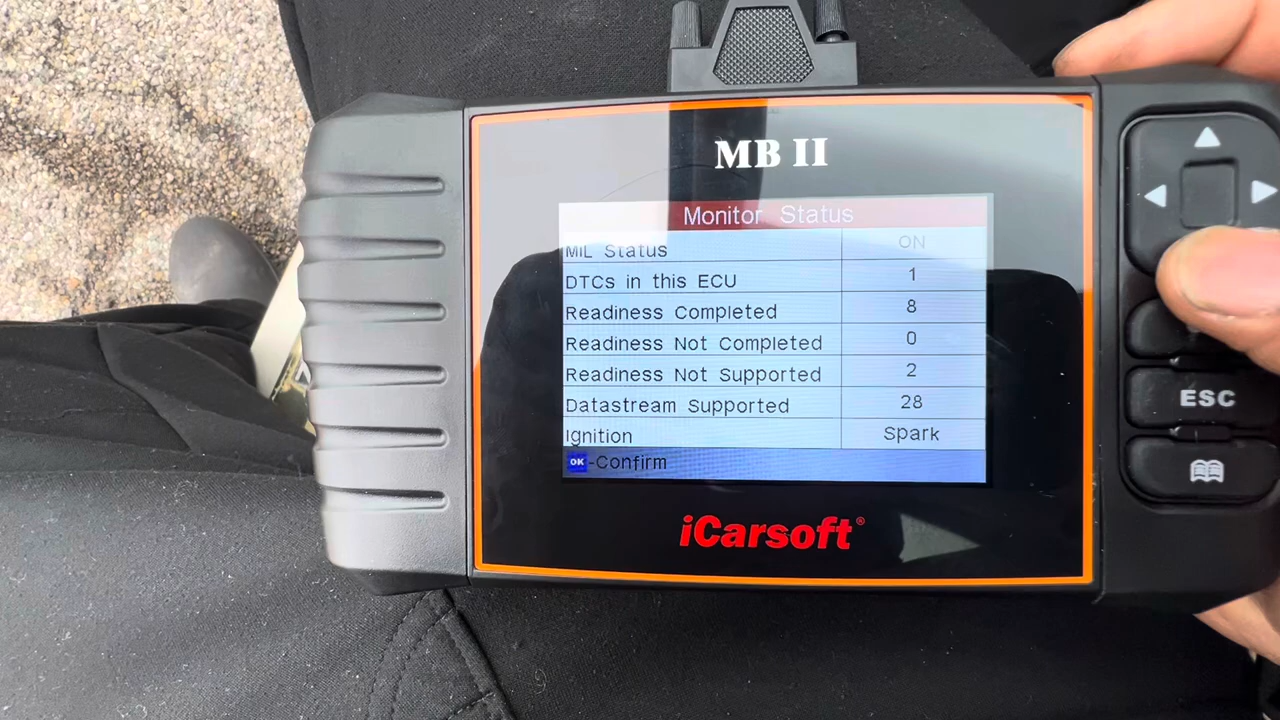 MB II
Monitor Status
MIL Status ON
DTCs in this ECU 1
Readiness Completed 8
Readiness Not Completed 0
Readiness Not Supported 2
Datastream Supported 28
Ignition Spark
OK -Confirm
iCarsoft®
ESC